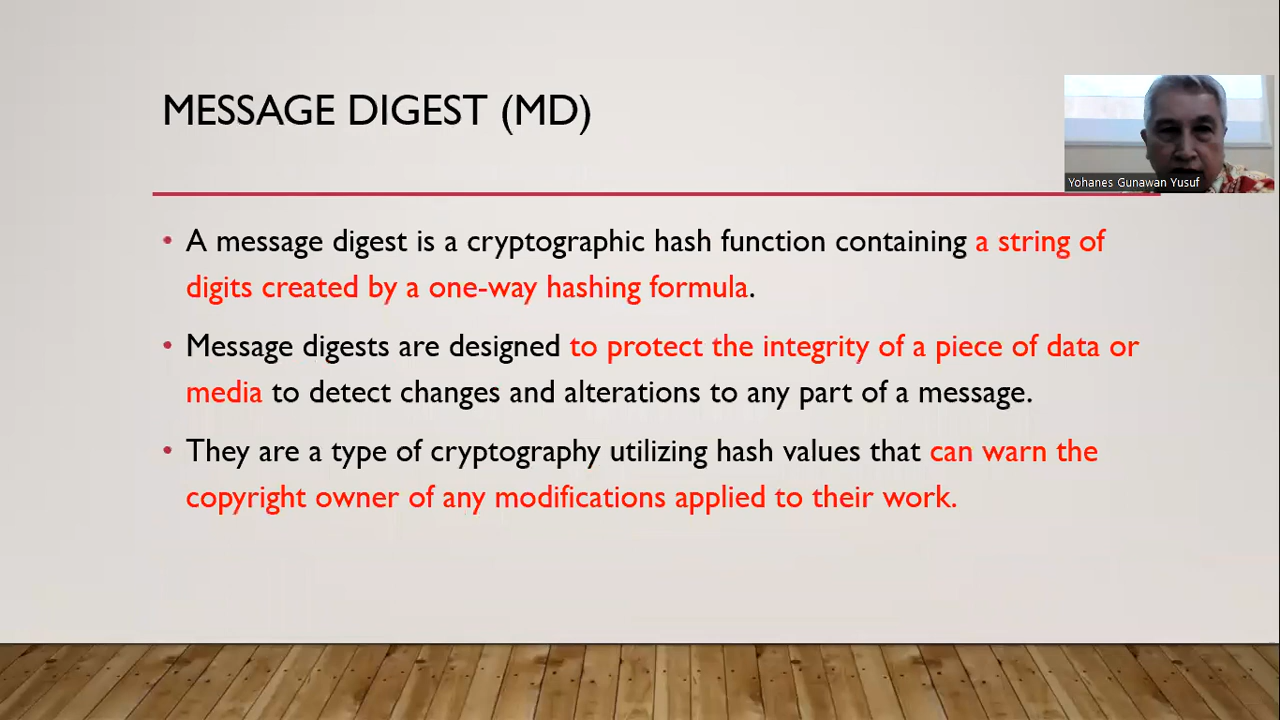 MESSAGE DIGEST (MD)
Yohanes Gunawan Yusuf
• A message digest is a cryptographic hash function containing a string of
digits created by a one-way hashing formula.
• Message digests are designed to protect the integrity of a piece of data or
media to detect changes and alterations to any part of a message.
• They are a type of cryptography utilizing hash values that can warn the
copyright owner of any modifications applied to their work.